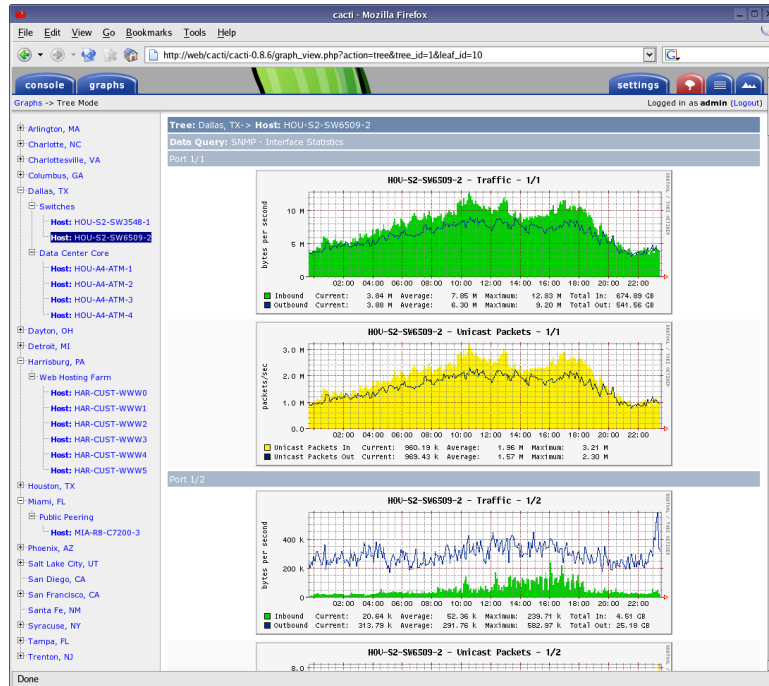 cacti - Mozilla Firefox
File Edit View Go Bookmarks Tools Help
http://web/cacti/cacti-0.8.6/graph_view.php?action=tree&tree_id=1&leaf_id=10
G
console graphs settings
Graphs -> Tree Mode
Logged in as admin (Logout)
Arlington, MA
Charlotte, NC
Charlottesville, VA
Columbus, GA
Dallas, TX
Switches
Host: HOU-S2-SW3548-1
Host: HOU-S2-SW6509-2
Data Center Core
Host: HOU-A4-ATM-1
Host: HOU-A4-ATM-2
Host: HOU-A4-ATM-3
Host: HOU-A4-ATM-4
Dayton, OH
Detroit, MI
Harrisburg, PA
Web Hosting Farm
Host: HAR-CUST-WWW0
Host: HAR-CUST-WWW1
Host: HAR-CUST-WWW2
Host: HAR-CUST-WWW3
Host: HAR-CUST-WWW4
Host: HAR-CUST-WWW5
Houston, TX
Miami, FL
Public Peering
Host: MIA-R8-C7200-3
Phoenix, AZ
Salt Lake City, UT
San Diego, CA
San Francisco, CA
Santa Fe, NM
Syracuse, NY
Tampa, FL
Trenton, NJ
Tree: Dallas, TX-> Host: HOU-S2-SW6509-2
Data Query: SNMP - Interface Statistics
Port 1/1
HOU-S2-SW6509-2 - Traffic - 1/1
bytes per second
10 M
5 M
0
02:00 04:00 06:00 08:00 10:00 12:00 14:00 16:00 18:00 20:00 22:00
Inbound Current: 3.84 M Average: 7.85 M Maximum: 12.83 M Total In: 674.89 GB
Outbound Current: 3.88 M Average: 6.30 M Maximum: 9.20 M Total Out: 541.56 GB
RRDTOOL / TOBI OETIKER
HOU-S2-SW6509-2 - Unicast Packets - 1/1
packets/sec
3.0 M
2.0 M
1.0 M
0.0
02:00 04:00 06:00 08:00 10:00 12:00 14:00 16:00 18:00 20:00 22:00
Unicast Packets In Current: 960.19 k Average: 1.96 M Maximum: 3.21 M
Unicast Packets Out Current: 969.43 k Average: 1.57 M Maximum: 2.30 M
RRDTOOL / TOBI OETIKER
Port 1/2
HOU-S2-SW6509-2 - Traffic - 1/2
bytes per second
400 k
200 k
0
02:00 04:00 06:00 08:00 10:00 12:00 14:00 16:00 18:00 20:00 22:00
Inbound Current: 20.64 k Average: 52.36 k Maximum: 239.71 k Total In: 4.51 GB
Outbound Current: 313.79 k Average: 291.76 k Maximum: 582.97 k Total Out: 25.18 GB
RRDTOOL / TOBI OETIKER
HOU-S2-SW6509-2 - Unicast Packets - 1/2
8.0
Done